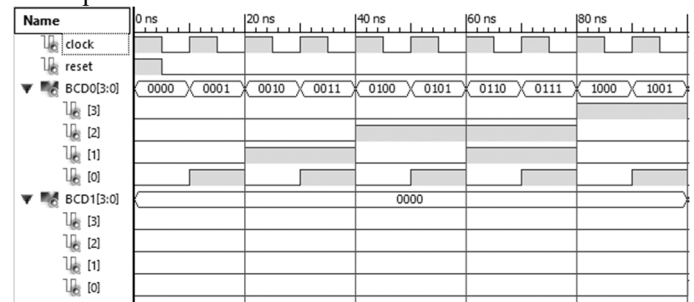 Name 0 ns 20 ns 40 ns 60 ns 80 ns
clock
reset
BCD0[3:0] 0000 0001 0010 0011 0100 0101 0110 0111 1000 1001
[3]
[2]
[1]
[0]
BCD1[3:0] 0000
[3]
[2]
[1]
[0]